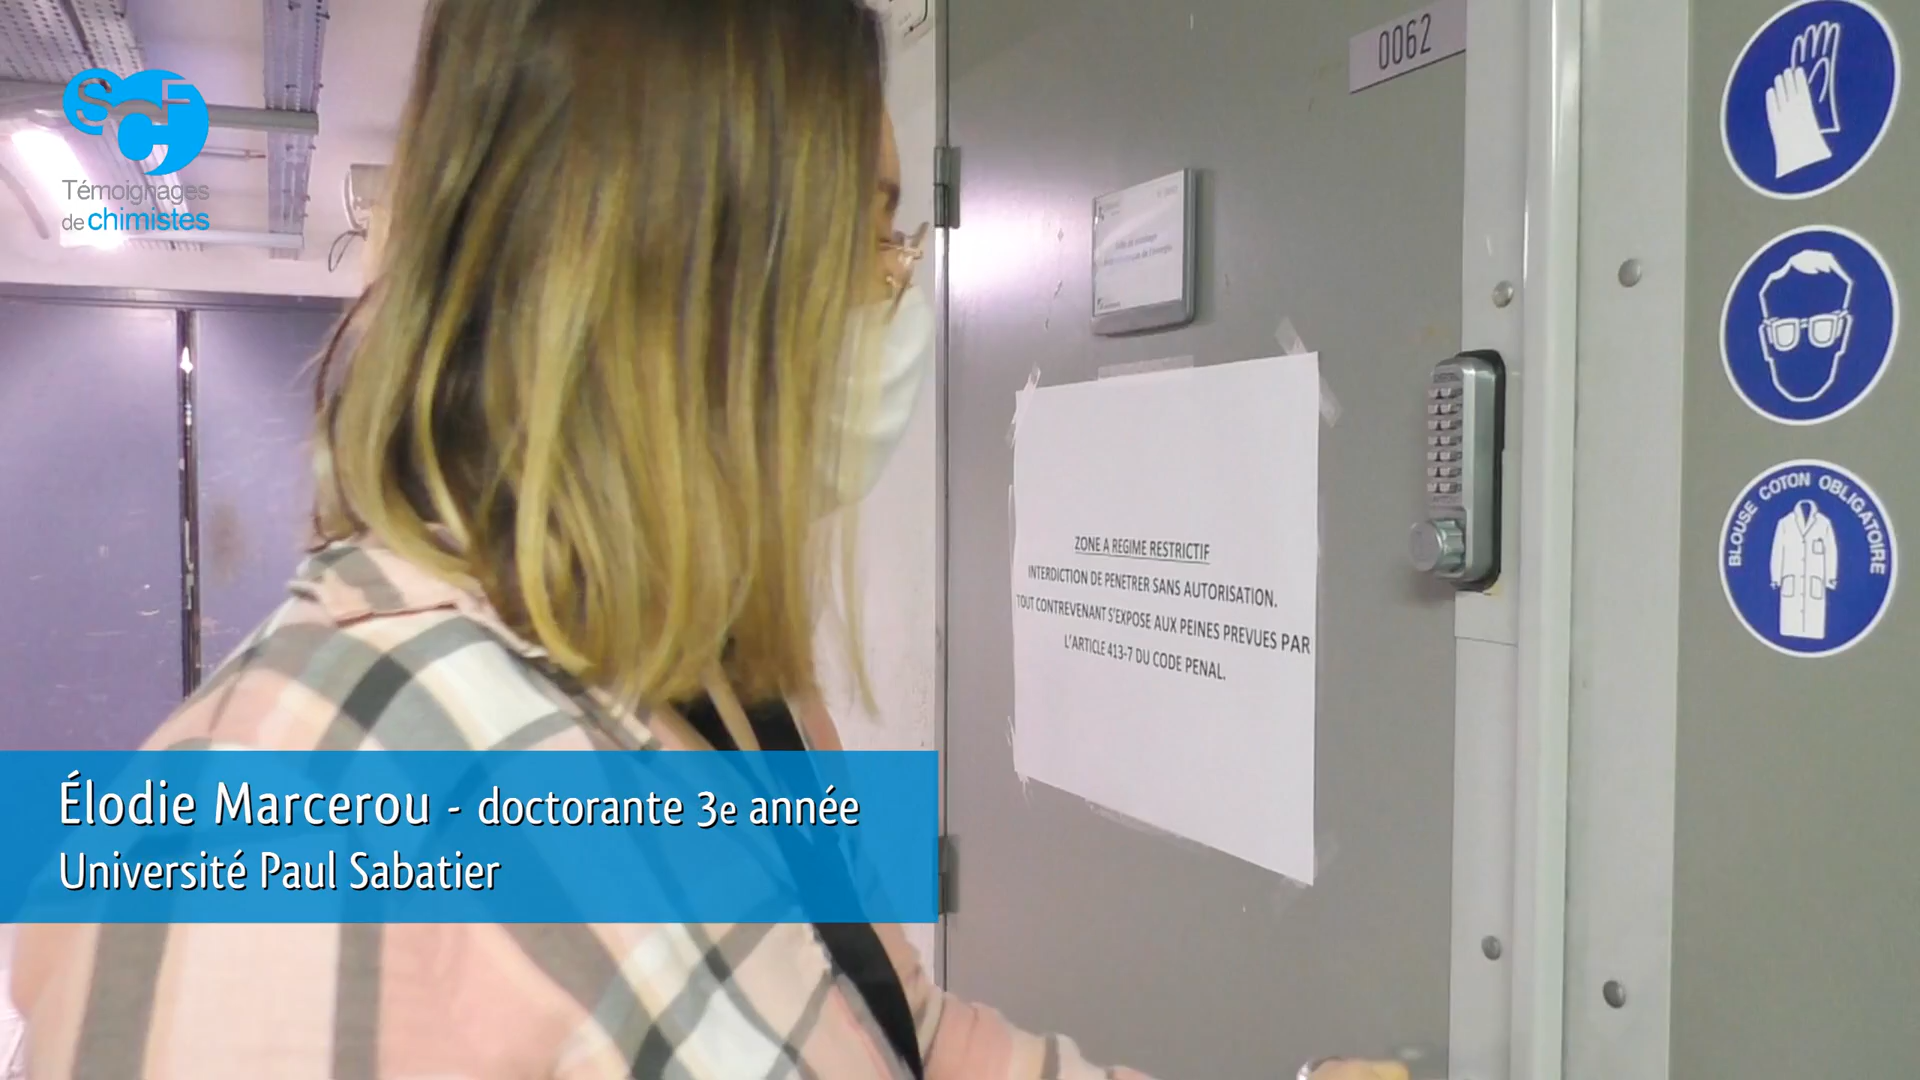 SCF
Témoignages
de chimistes
0062
BLOUSE COTON OBLIGATOIRE
ZONE A REGIME RESTRICTIF
INTERDICTION DE PENETRER SANS AUTORISATION.
TOUT CONTREVENANT S'EXPOSE AUX PEINES PREVUES PAR
L'ARTICLE 413-7 DU CODE PENAL.
Élodie Marcerou - doctorante 3e année
Université Paul Sabatier